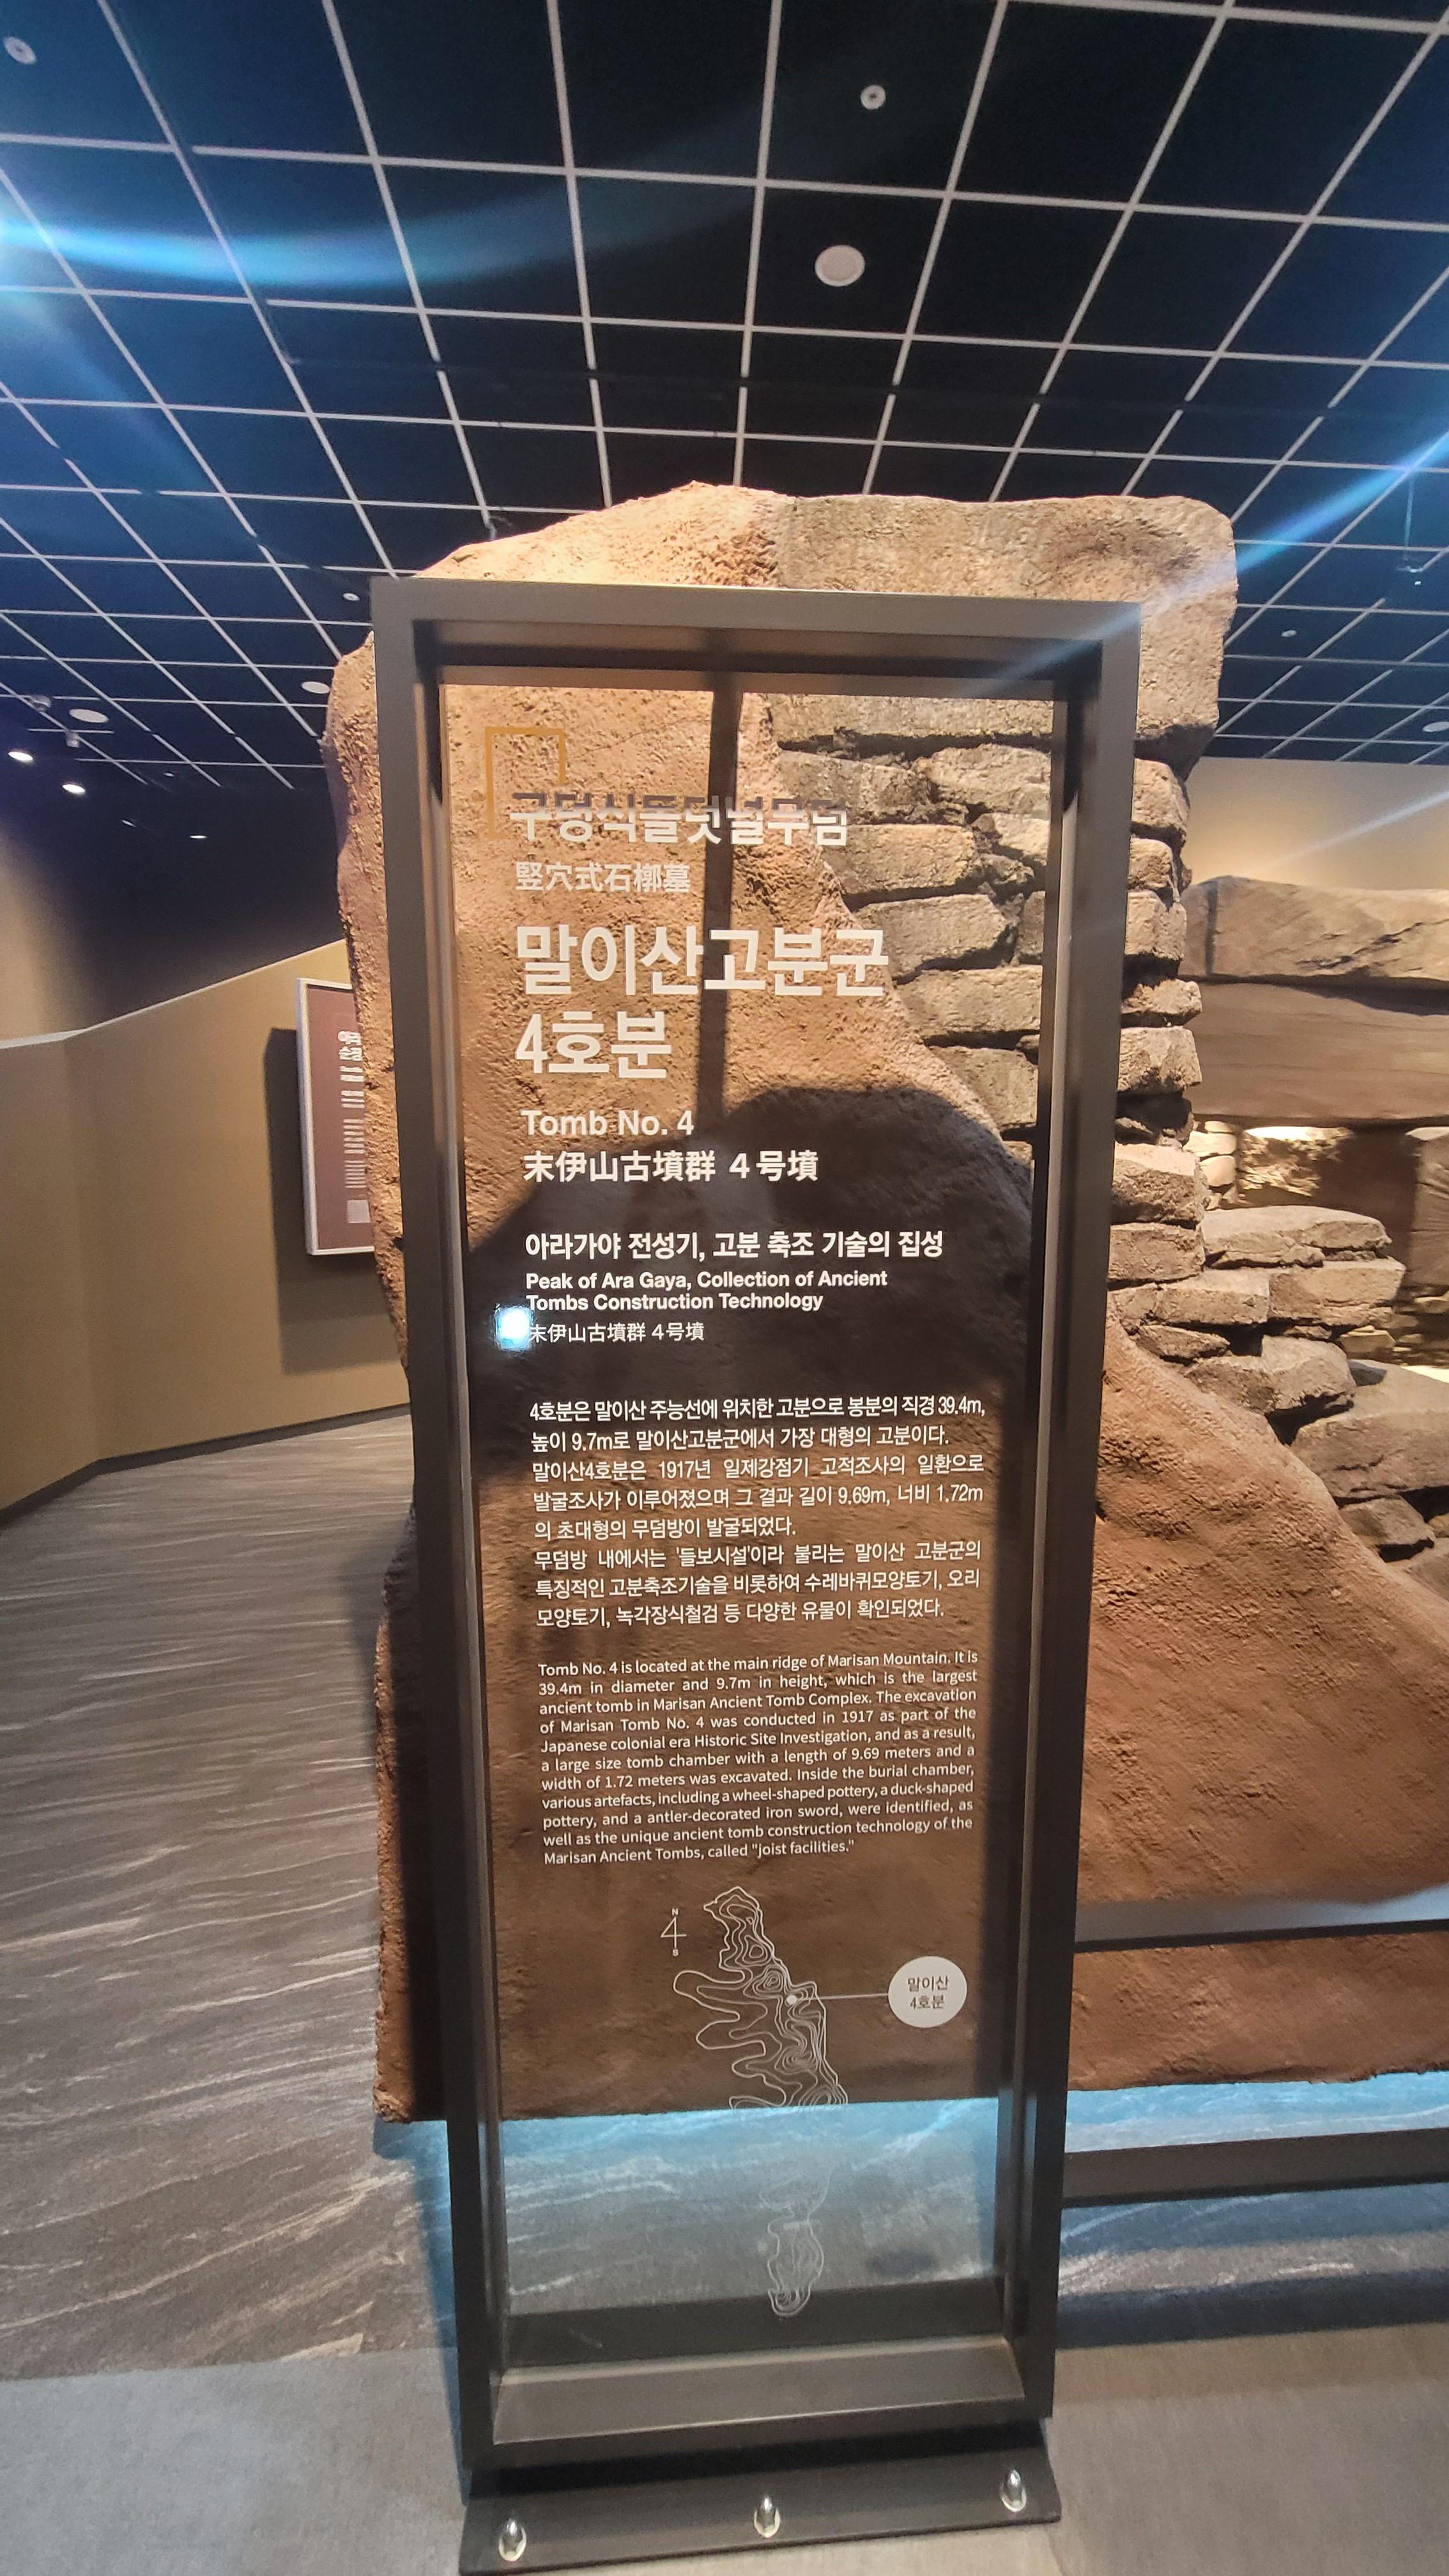 구덩식돌덧널무덤
竪穴式石槨墓
말이산고분군
4호분
Tomb No. 4
末伊山古墳群 4号墳
아라가야 전성기, 고분 축조 기술의 집성
Peak of Ara Gaya, Collection of Ancient
Tombs Construction Technology
末伊山古墳群 4号墳
4호분은 말이산 주능선에 위치한 고분으로 봉분의 직경 39.4m,
높이 9.7m로 말이산고분군에서 가장 대형의 고분이다.
말이산4호분은 1917년 일제강점기 고적조사의 일환으로
발굴조사가 이루어졌으며 그 결과 길이 9.69m, 너비 1.72m
의 초대형의 무덤방이 발굴되었다.
무덤방 내에서는 '들보시설'이라 불리는 말이산 고분군의
특징적인 고분축조기술을 비롯하여 수레바퀴모양토기, 오리
모양토기, 녹각장식철검 등 다양한 유물이 확인되었다.
Tomb No. 4 is located at the main ridge of Marisan Mountain. It is
39.4m in diameter and 9.7m in height, which is the largest
ancient tomb in Marisan Ancient Tomb Complex. The excavation
of Marisan Tomb No. 4 was conducted in 1917 as part of the
Japanese colonial era Historic Site Investigation, and as a result,
a large size tomb chamber with a length of 9.69 meters and a
width of 1.72 meters was excavated. Inside the burial chamber,
various artefacts, including a wheel-shaped pottery, a duck-shaped
pottery, and a antler-decorated iron sword, were identified, as
well as the unique ancient tomb construction technology of the
Marisan Ancient Tombs, called "joist facilities."
N
S
말이산
4호분